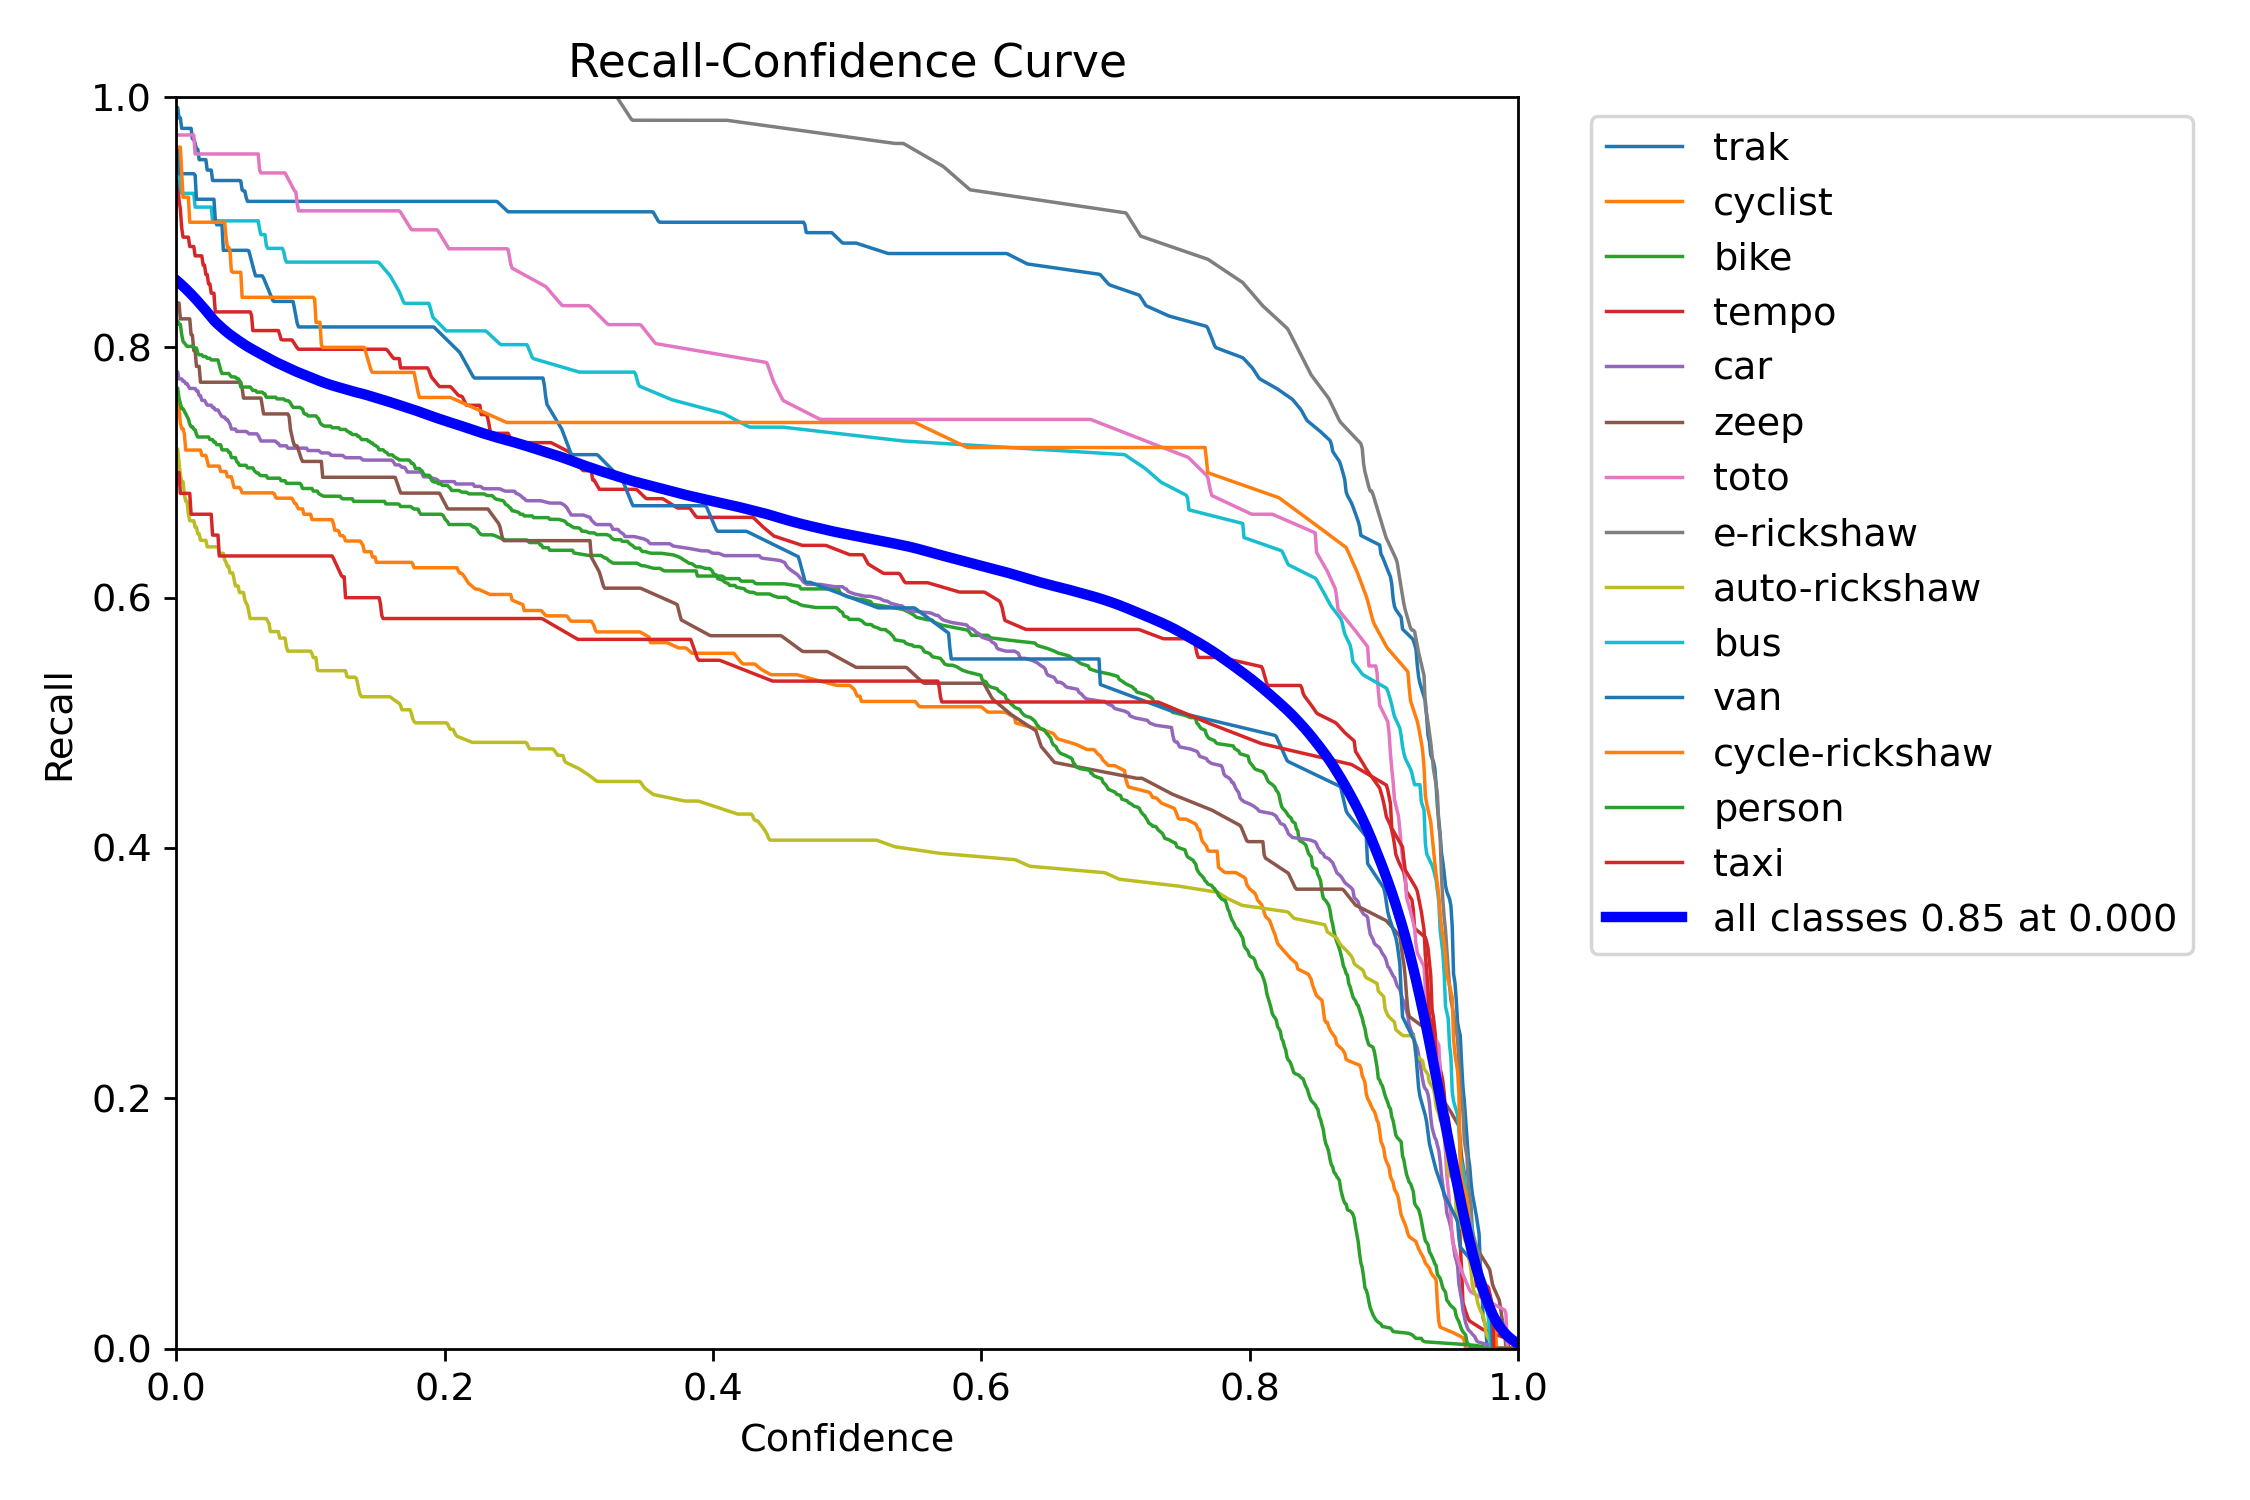 Recall-Confidence Curve
1.0
0.8
0.6
0.4
0.2
0.0
Recall
0.0 0.2 0.4 0.6 0.8 1.0
Confidence
trak
cyclist
bike
tempo
car
zeep
toto
e-rickshaw
auto-rickshaw
bus
van
cycle-rickshaw
person
taxi
all classes 0.85 at 0.000